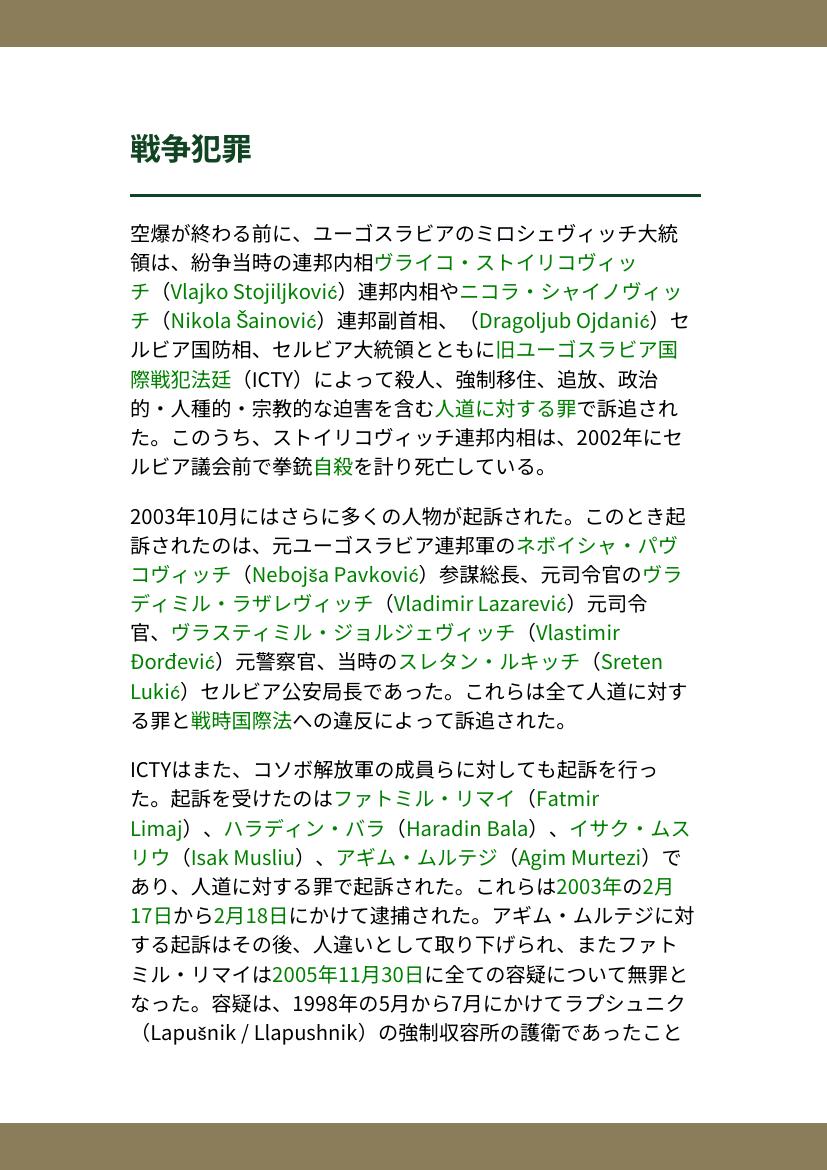 戦争犯罪
空爆が終わる前に、ユーゴスラビアのミロシェヴィッチ大統
領は、紛争当時の連邦内相ヴライコ・ストイリコヴィッ
チ（Vlajko Stojiljković）連邦内相やニコラ・シャイノヴィッ
チ（Nikola Šainović）連邦副首相、（Dragoljub Ojdanić）セ
ルビア国防相、セルビア大統領とともに旧ユーゴスラビア国
際戦犯法廷（ICTY）によって殺人、強制移住、追放、政治
的・人種的・宗教的な迫害を含む人道に対する罪で訴追され
た。このうち、ストイリコヴィッチ連邦内相は、2002年にセ
ルビア議会前で拳銃自殺を計り死亡している。
2003年10月にはさらに多くの人物が起訴された。このとき起
訴されたのは、元ユーゴスラビア連邦軍のネボイシャ・パヴ
コヴィッチ（Nebojša Pavković）参謀総長、元司令官のヴラ
ディミル・ラザレヴィッチ（Vladimir Lazarević）元司令
官、ヴラスティミル・ジョルジェヴィッチ（Vlastimir
Đorđević）元警察官、当時のスレタン・ルキッチ（Sreten
Lukić）セルビア公安局長であった。これらは全て人道に対す
る罪と戦時国際法への違反によって訴追された。
ICTYはまた、コソボ解放軍の成員らに対しても起訴を行っ
た。起訴を受けたのはファトミル・リマイ（Fatmir
Limaj）、ハラディン・バラ（Haradin Bala）、イサク・ムス
リウ（Isak Musliu）、アギム・ムルテジ（Agim Murtezi）で
あり、人道に対する罪で起訴された。これらは2003年の2月
17日から2月18日にかけて逮捕された。アギム・ムルテジに対
する起訴はその後、人違いとして取り下げられ、またファト
ミル・リマイは2005年11月30日に全ての容疑について無罪と
なった。容疑は、1998年の5月から7月にかけてラプシュニク
（Lapušnik / Llapushnik）の強制収容所の護衛であったこと